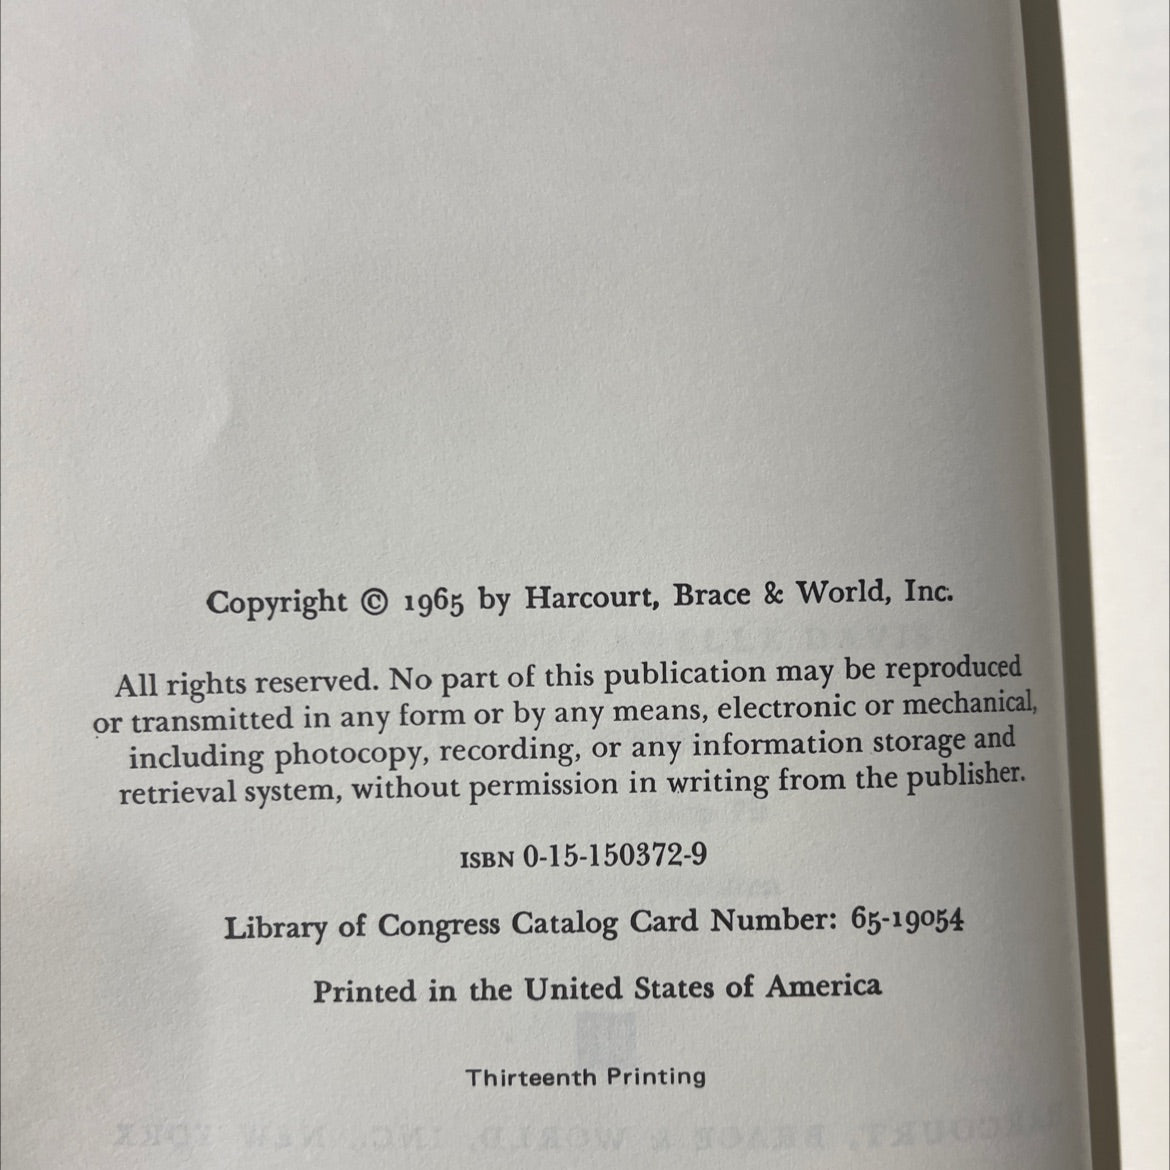 Copyright © 1965 by Harcourt, Brace & World, Inc.
All rights reserved. No part of this publication may be reproduced
or transmitted in any form or by any means, electronic or mechanical,
including photocopy, recording, or any information storage and
retrieval system, without permission in writing from the publisher.
ISBN 0-15-150372-9
Library of Congress Catalog Card Number: 65-19054
Printed in the United States of America
Thirteenth Printing